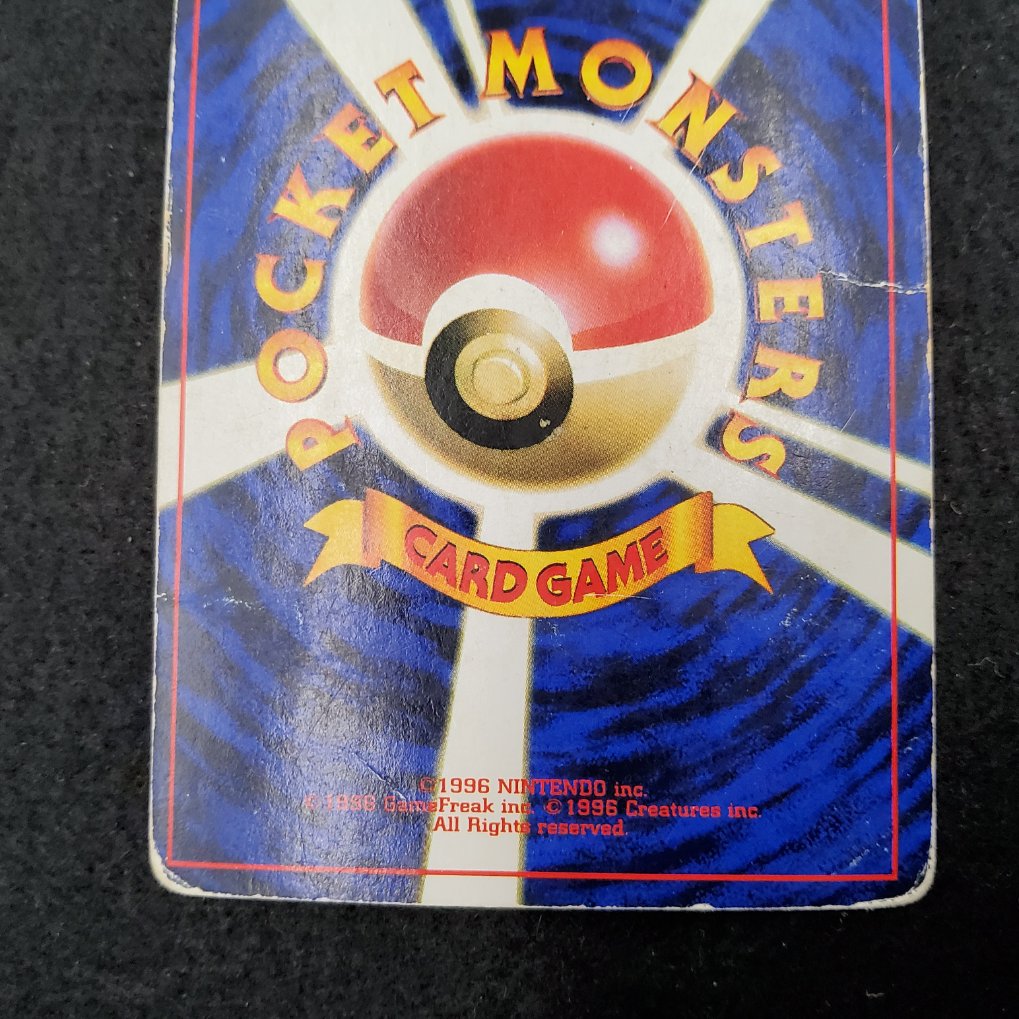 POCKET MONSTERS
CARD GAME
©1996 NINTENDO inc.
©1996 GameFreak inc. ©1996 Creatures inc.
All Rights reserved.